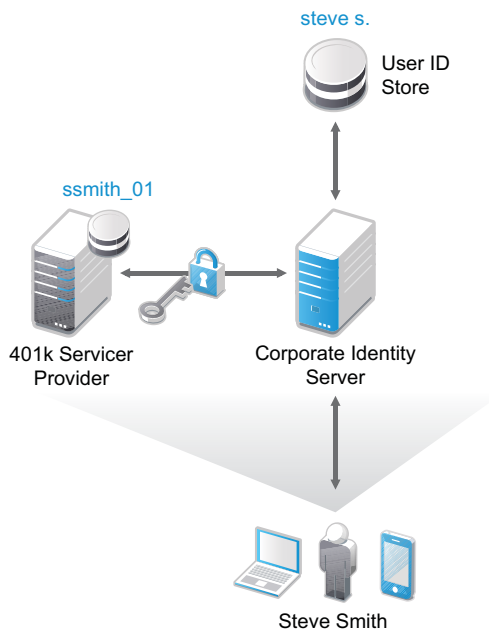 steve s.
User ID
Store
ssmith_01
401k Servicer
Provider
Corporate Identity
Server
Steve Smith